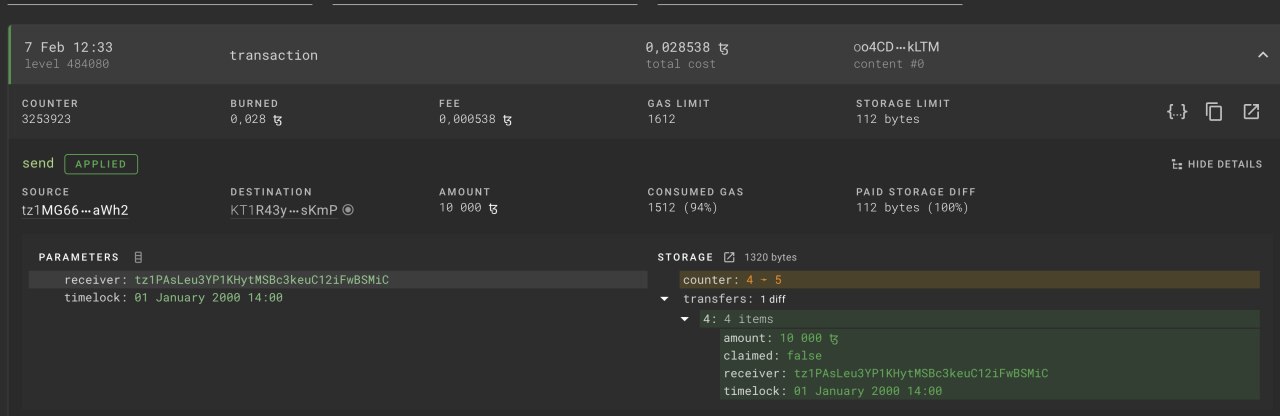 7 Feb 12:33
level 484080
transaction
0,028538 ꜩ
total cost
oo4CD···kLTM
content #0
COUNTER
3253923
BURNED
0,028 ꜩ
FEE
0,000538 ꜩ
GAS LIMIT
1612
STORAGE LIMIT
112 bytes
{..}
send APPLIED
HIDE DETAILS
SOURCE
tz1MG66···aWh2
DESTINATION
KT1R43y···sKmP
AMOUNT
10 000 ꜩ
CONSUMED GAS
1512 (94%)
PAID STORAGE DIFF
112 bytes (100%)
PARAMETERS
receiver: tz1PAsLeu3YP1KHytMSBc3keuC12iFwBSMiC
timelock: 01 January 2000 14:00
STORAGE 1320 bytes
counter: 4 → 5
transfers: 1 diff
4: 4 items
amount: 10 000 ꜩ
claimed: false
receiver: tz1PAsLeu3YP1KHytMSBc3keuC12iFwBSMiC
timelock: 01 January 2000 14:00